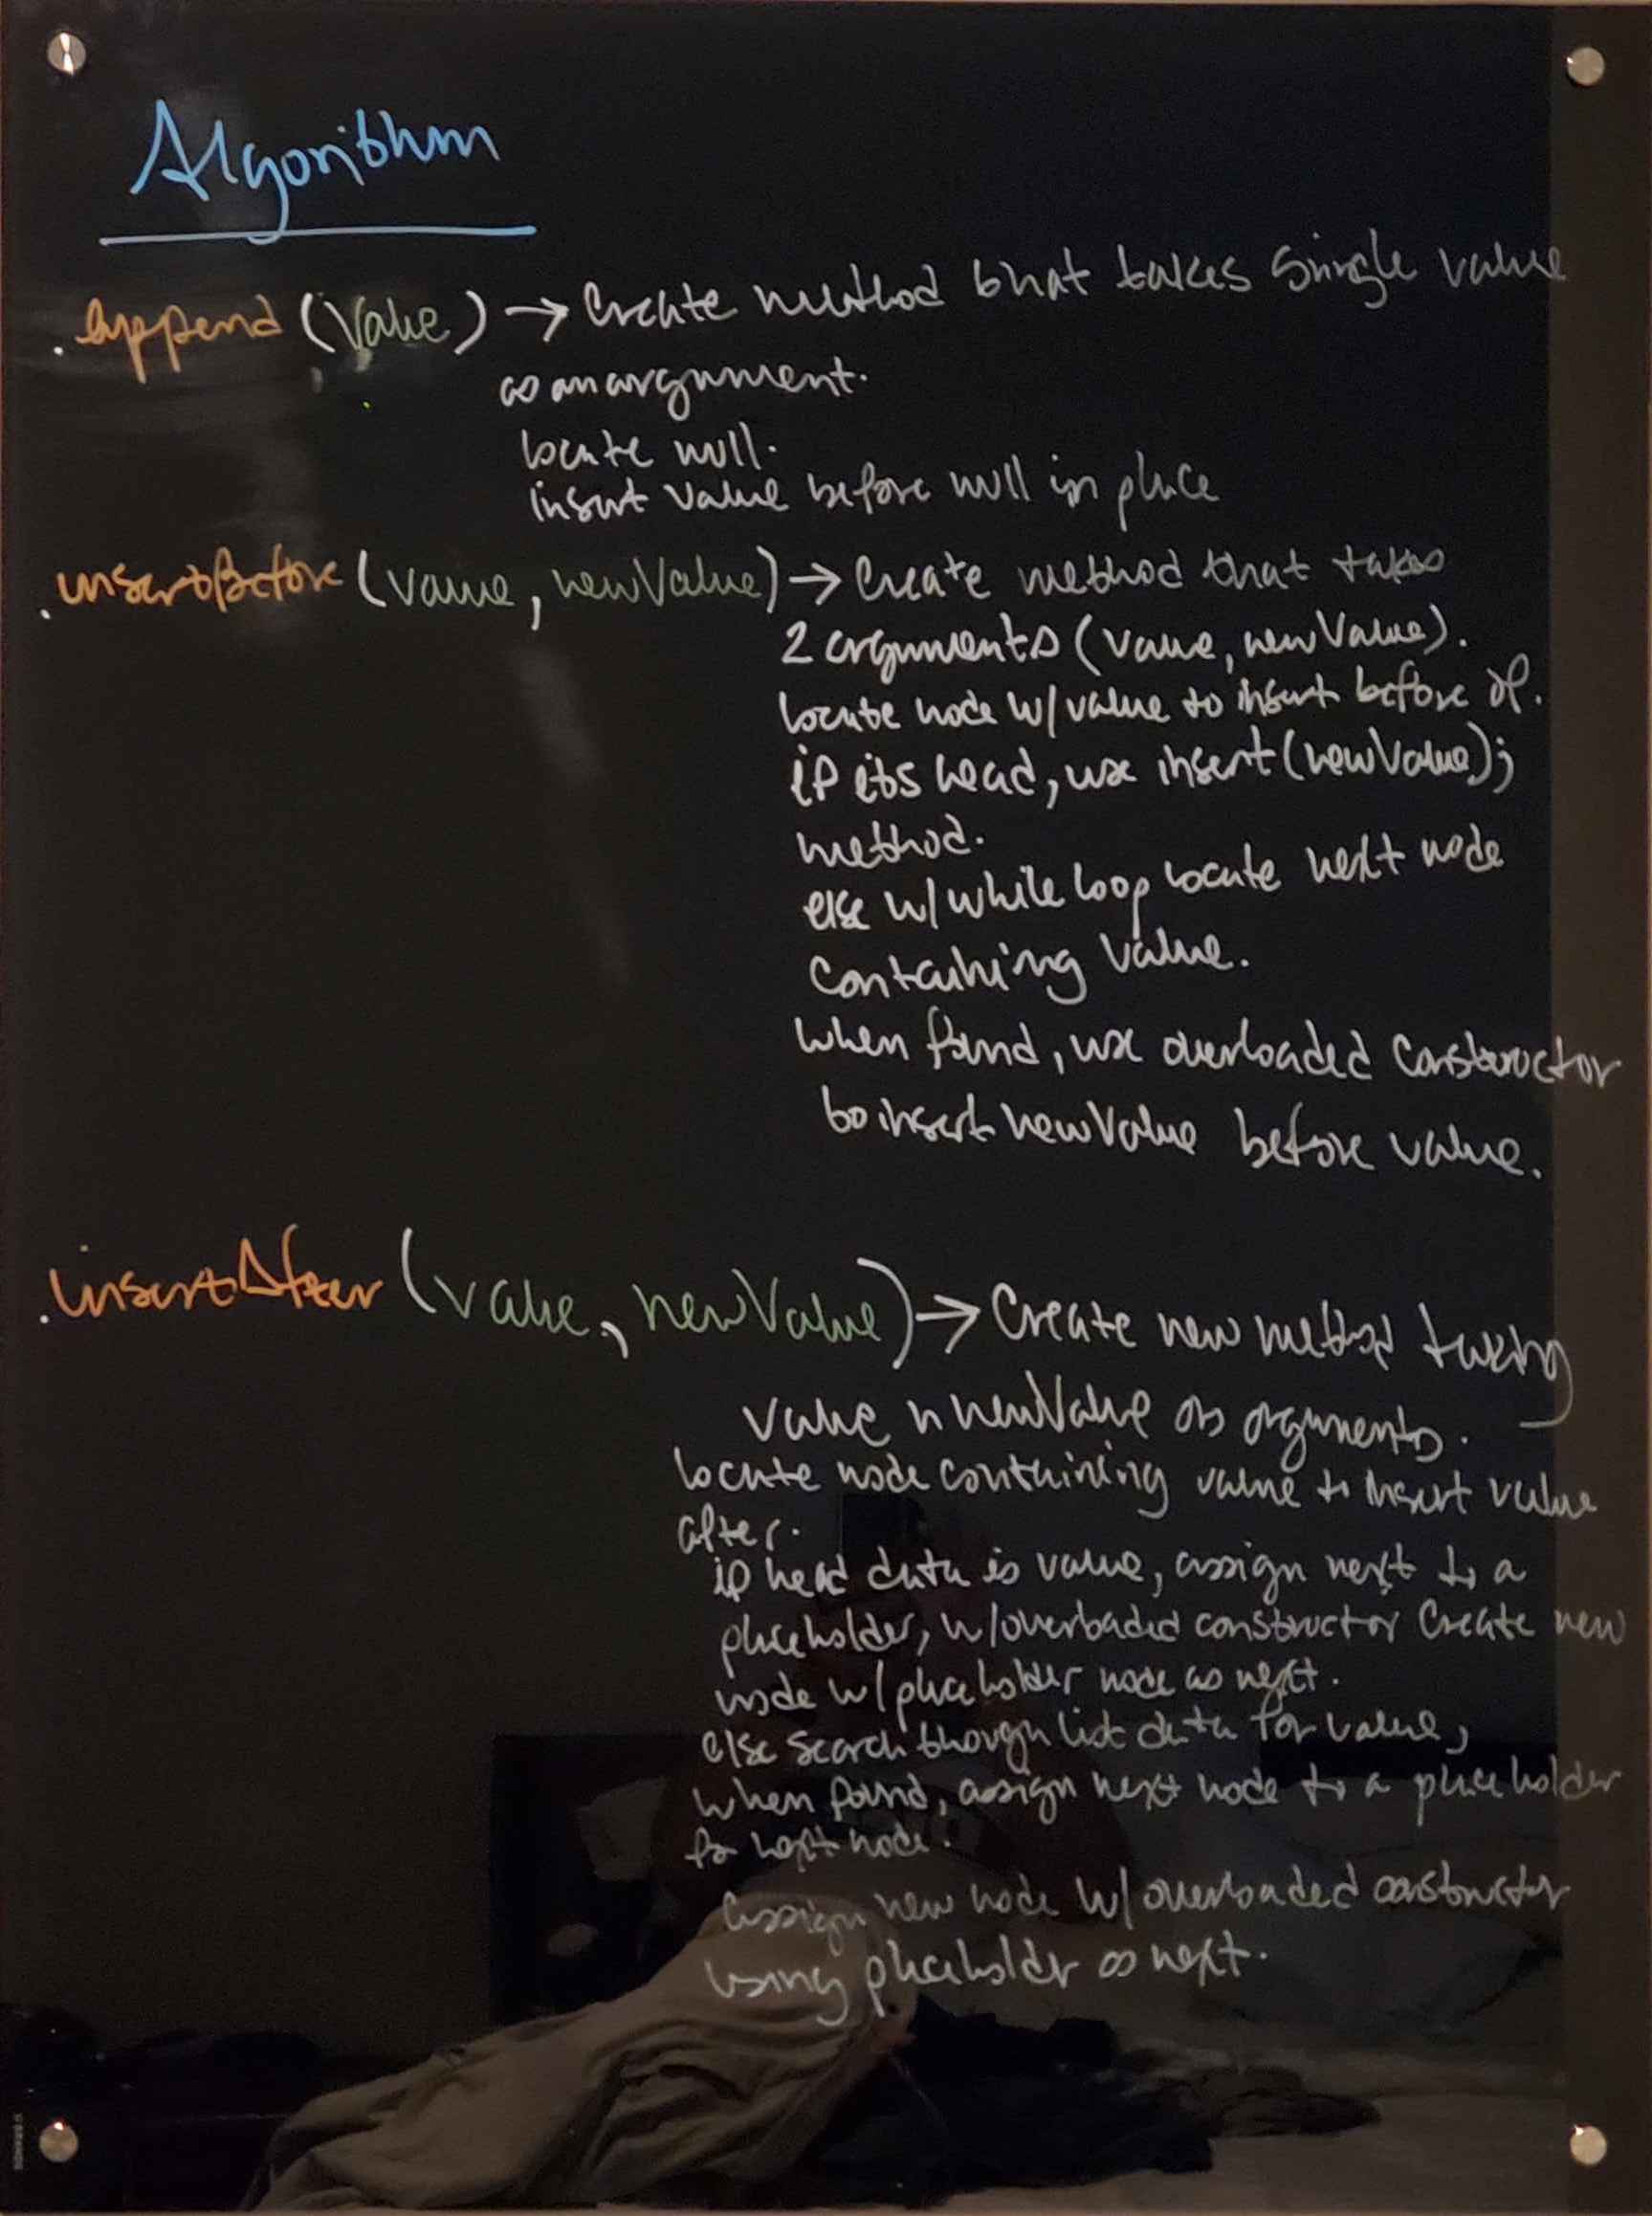 Algorithm
.append (Value) → Create method that takes single value
as an argument.
locate null.
insert value before null in place
.insertBefore (value, newValue) → Create method that takes
2 arguments (value, newValue).
locate node w/ value to insert before of.
if its head, use insert(newValue);
method.
else w/ while loop locate next node
containing value.
when found, use overloaded constructor
to insert newValue before value.
.insertAfter (value, newValue) → Create new method taking
value n newValue as arguments.
locate node containing value to insert value
after.
if head data is value, assign next to a
placeholder, w/ overloaded constructor create new
node w/ placeholder node as next.
else search though list data for value,
when found, assign next node to a placeholder
for next node.
assign new node w/ overloaded constructor
using placeholder as next.